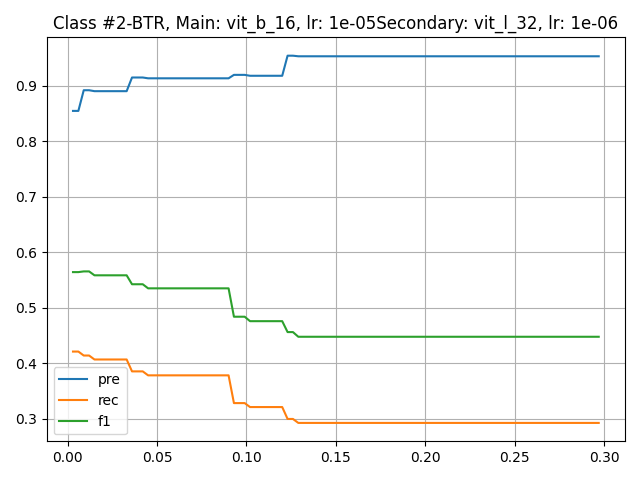 Class #2-BTR, Main: vit_b_16, lr: 1e-05Secondary: vit_l_32, lr: 1e-06
0.9
0.8
0.7
0.6
0.5
0.4
0.3
pre
rec
f1
0.00 0.05 0.10 0.15 0.20 0.25 0.30